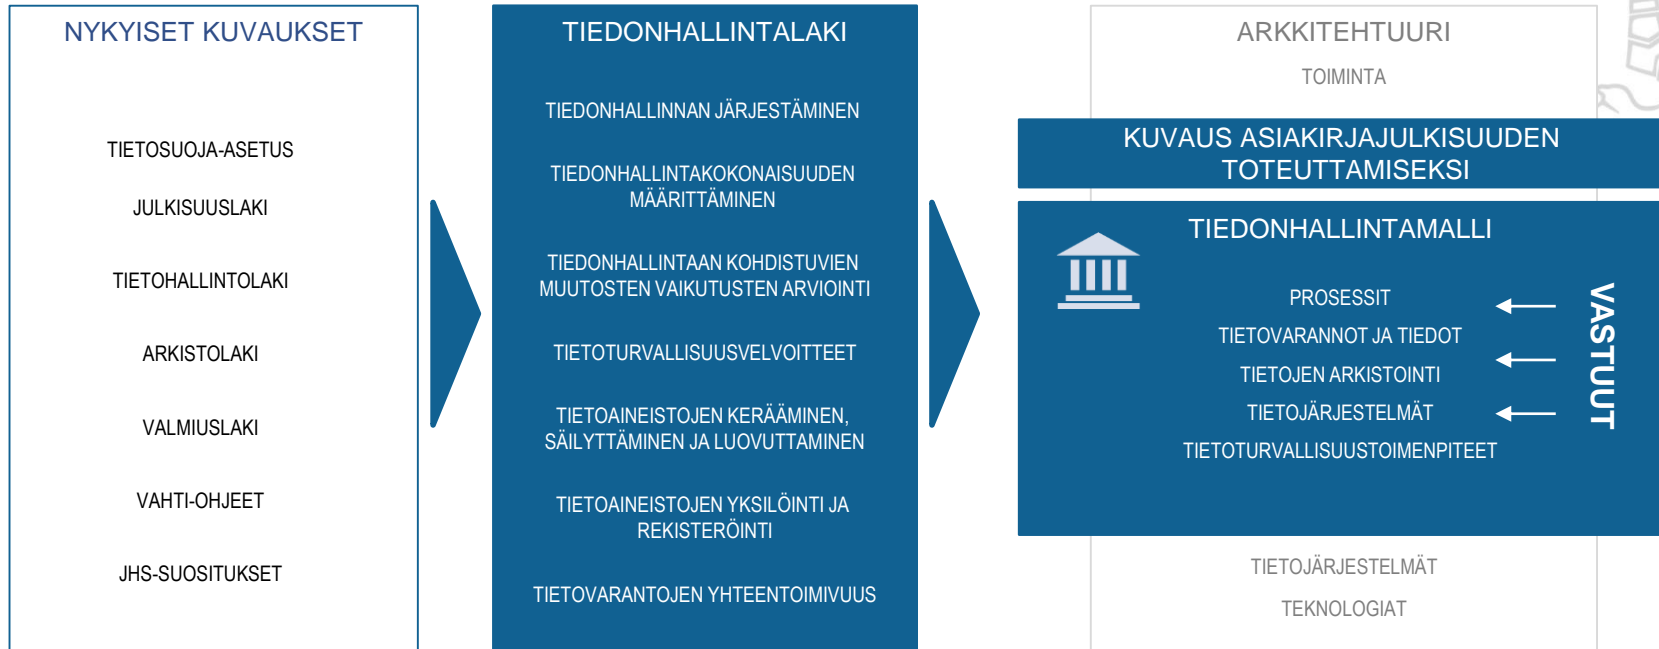 NYKYISET KUVAUKSET
TIETOSUOJA-ASETUS
JULKISUUSLAKI
TIETOHALLINTOLAKI
ARKISTOLAKI
VALMIUSLAKI
VAHTI-OHJEET
JHS-SUOSITUKSET
TIEDONHALLINTALAKI
TIEDONHALLINNAN JÄRJESTÄMINEN
TIEDONHALLINTAKOKONAISUUDEN
MÄÄRITTÄMINEN
TIEDONHALLINTAAN KOHDISTUVIEN
MUUTOSTEN VAIKUTUSTEN ARVIOINTI
TIETOTURVALLISUUSVELVOITTEET
TIETOAINEISTOJEN KERÄÄMINEN,
SÄILYTTÄMINEN JA LUOVUTTAMINEN
TIETOAINEISTOJEN YKSILÖINTI JA
REKISTERÖINTI
TIETOVARANTOJEN YHTEENTOIMIVUUS
ARKKITEHTUURI
TOIMINTA
KUVAUS ASIAKIRJAJULKISUUDEN
TOTEUTTAMISEKSI
TIEDONHALLINTAMALLI
PROSESSIT
TIETOVARANNOT JA TIEDOT
TIETOJEN ARKISTOINTI
TIETOJÄRJESTELMÄT
TIETOTURVALLISUUSTOIMENPITEET
VASTUUT
TIETOJÄRJESTELMÄT
TEKNOLOGIAT